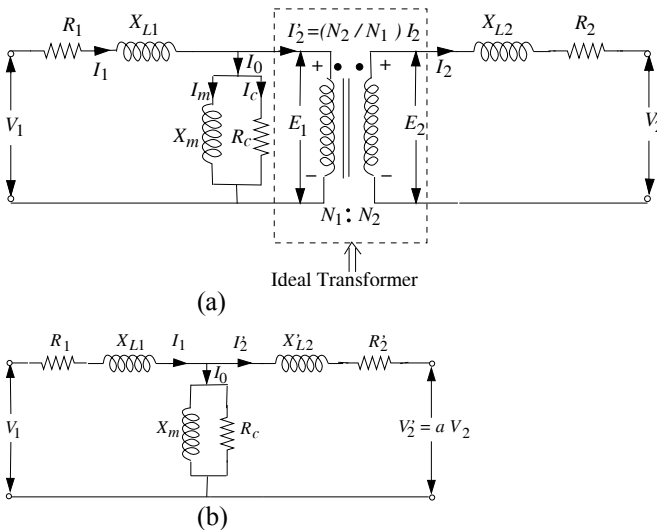 R1 XL1 I'2=(N2/N1) I2 XL2 R2
I1 I0 I2
Im Ic
V1 Xm Rc E1 E2 V2
+ +
− −
N1 : N2
Ideal Transformer
(a)
R1 XL1 I1 I'2 X'L2 R'2
I0
V1 Xm Rc V'2 = a V2
(b)